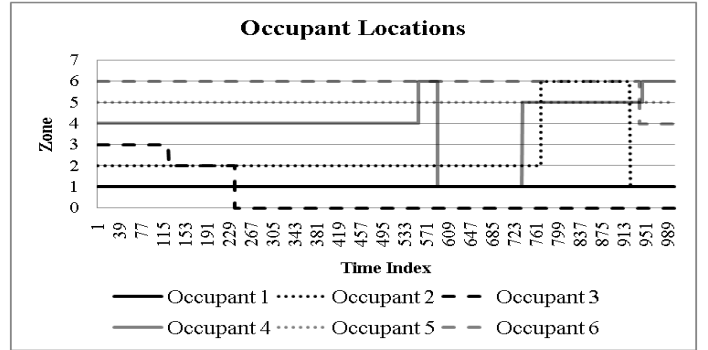 Occupant Locations
7
6
5
4
3
2
1
0
Zone
1 39 77 115 153 191 229 267 305 343 381 419 457 495 533 571 609 647 685 723 761 799 837 875 913 951 989
Time Index
Occupant 1 Occupant 2 Occupant 3
Occupant 4 Occupant 5 Occupant 6